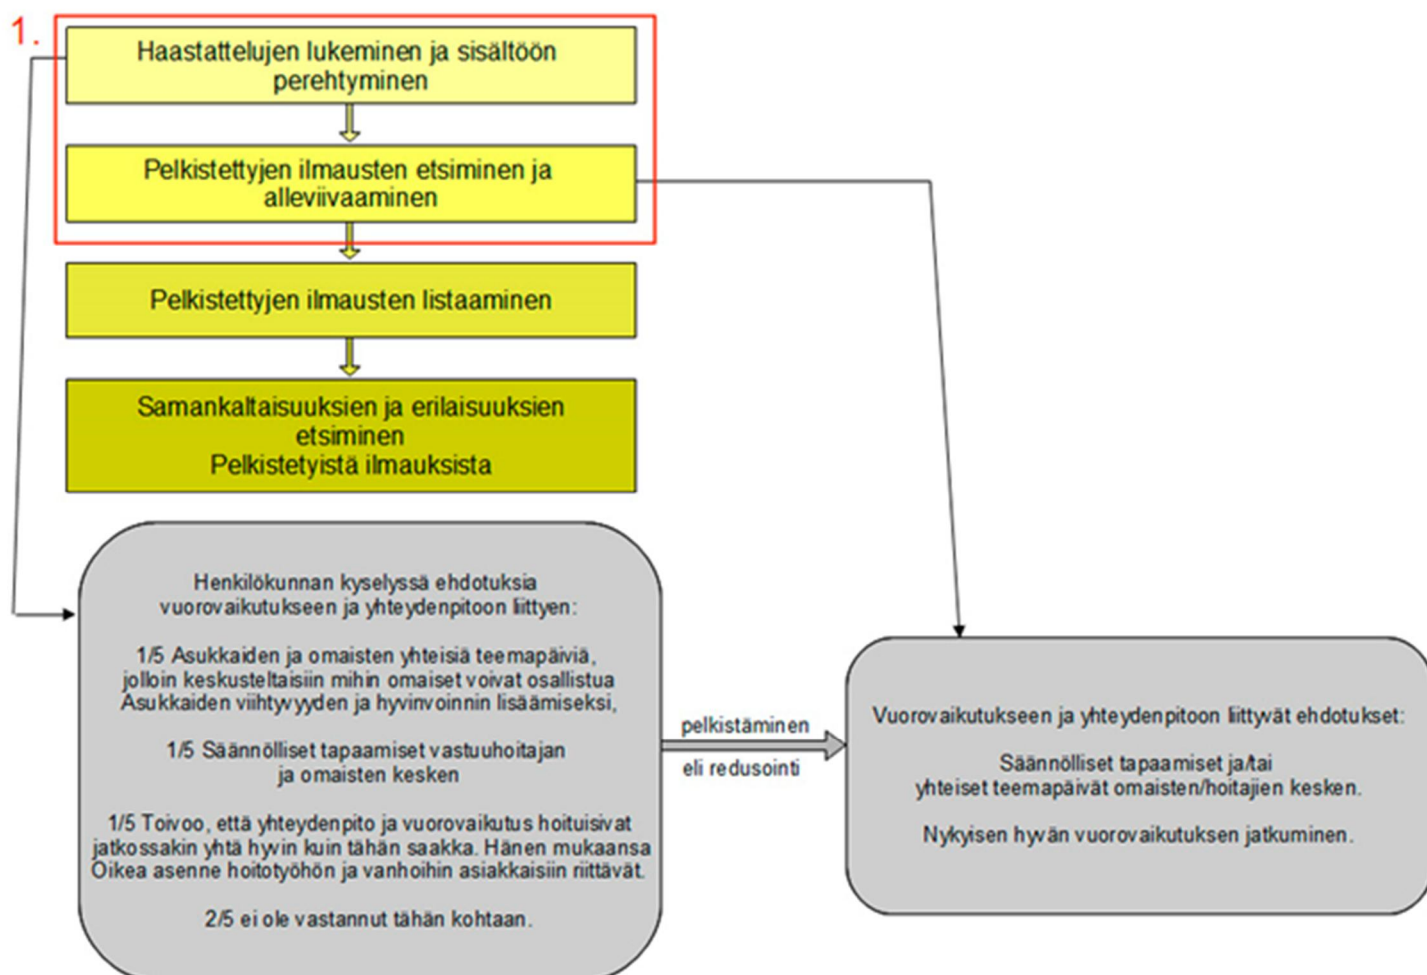 1.
Haastattelujen lukeminen ja sisältöön
perehtyminen
Pelkistettyjen ilmausten etsiminen ja
alleviivaaminen
Pelkistettyjen ilmausten listaaminen
Samankaltaisuuksien ja erilaisuuksien
etsiminen
Pelkistetyistä ilmauksista
Henkilökunnan kyselyssä ehdotuksia
vuorovaikutukseen ja yhteydenpitoon liittyen:
1/5 Asukkaiden ja omaisten yhteisiä teemapäiviä,
jolloin keskusteltaisiin mihin omaiset voivat osallistua
Asukkaiden viihtyvyyden ja hyvinvoinnin lisäämiseksi,
1/5 Säännölliset tapaamiset vastuuhoitajan
ja omaisten kesken
1/5 Toivoo, että yhteydenpito ja vuorovaikutus hoituisivat
jatkossakin yhtä hyvin kuin tähän saakka. Hänen mukaansa
Oikea asenne hoitotyöhön ja vanhoihin asiakkaisiin riittävät.
2/5 ei ole vastannut tähän kohtaan.
pelkistäminen
eli redusointi
Vuorovaikutukseen ja yhteydenpitoon liittyvät ehdotukset:
Säännölliset tapaamiset ja/tai
yhteiset teemapäivät omaisten/hoitajien kesken.
Nykyisen hyvän vuorovaikutuksen jatkuminen.